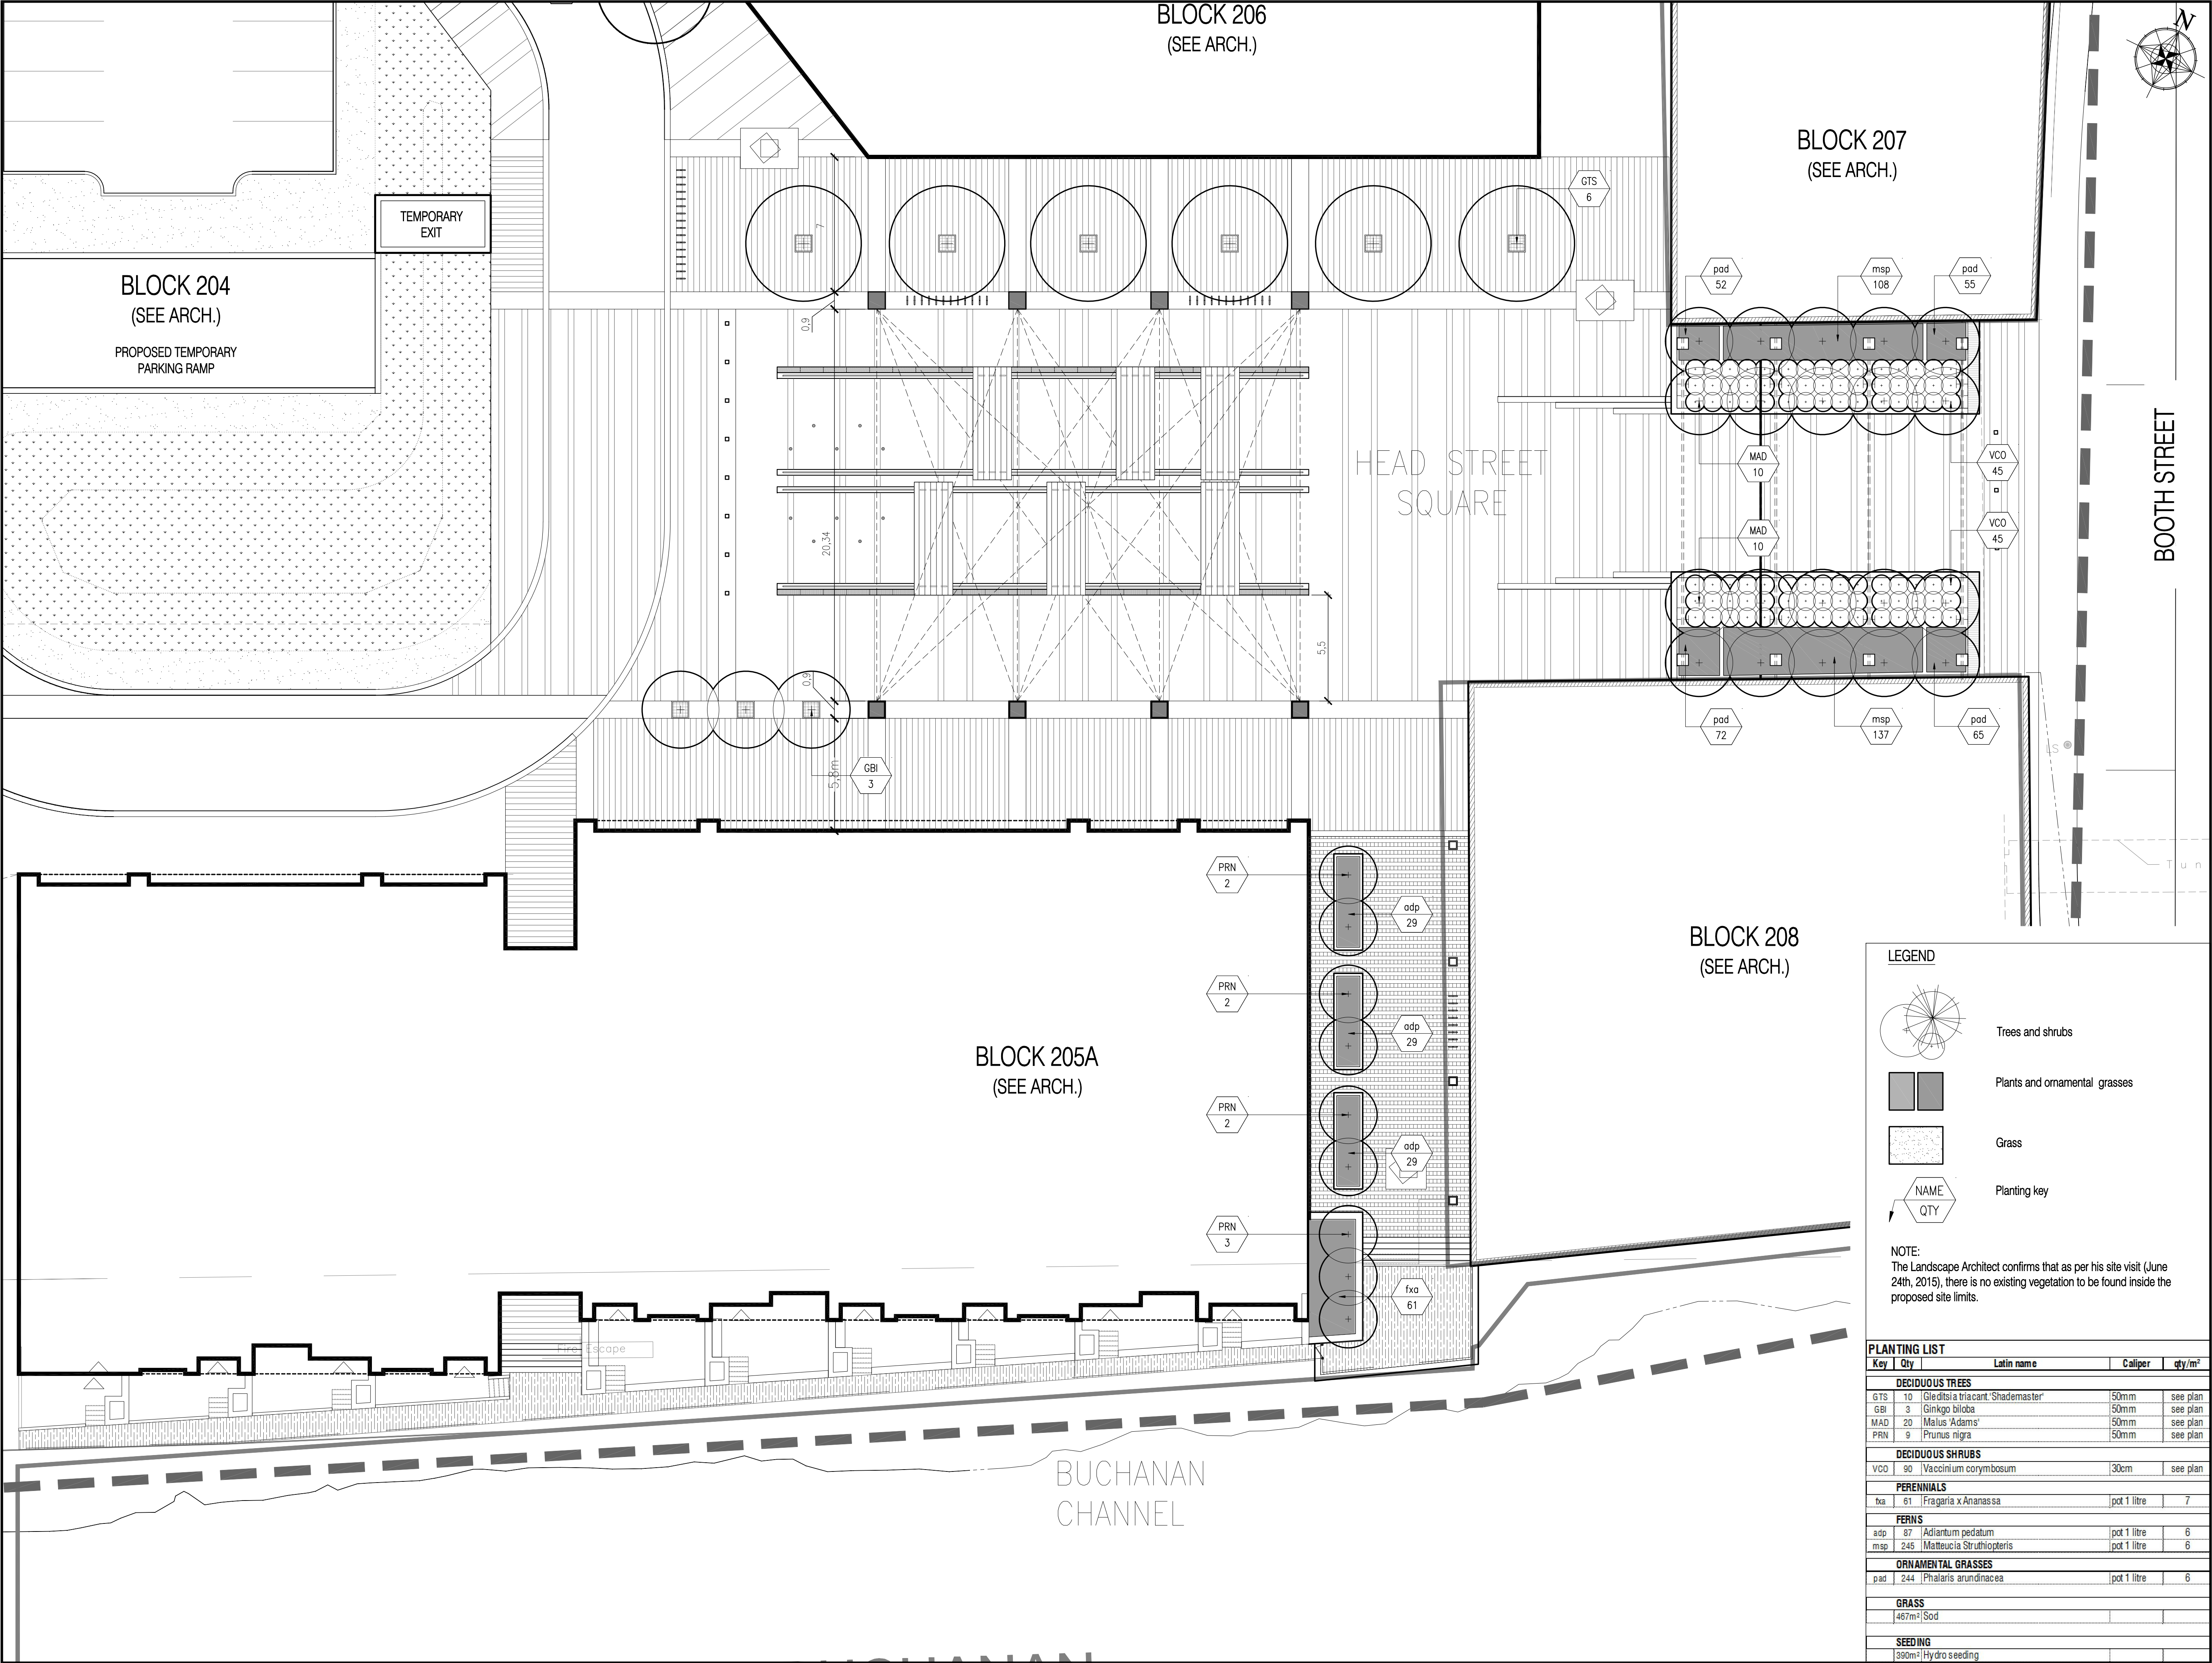 BLOCK 206
(SEE ARCH.)
N
BLOCK 207
(SEE ARCH.)
GTS
6
TEMPORARY
EXIT
7
BLOCK 204
(SEE ARCH.)
PROPOSED TEMPORARY
PARKING RAMP
0,9
pad
52
msp
108
pad
55
HEAD STREET
SQUARE
MAD
10
VCO
45
MAD
10
VCO
45
BOOTH STREET
20,34
5,5
0,9
5,8m
GBI
3
pad
72
msp
137
pad
65
LS
Tun
PRN
2
adp
29
PRN
2
adp
29
PRN
2
adp
29
PRN
3
fxa
61
BLOCK 205A
(SEE ARCH.)
BLOCK 208
(SEE ARCH.)
Fire Escape
BUCHANAN
CHANNEL
LEGEND
Trees and shrubs
Plants and ornamental grasses
Grass
NAME
QTY
Planting key
NOTE:
The Landscape Architect confirms that as per his site visit (June
24th, 2015), there is no existing vegetation to be found inside the
proposed site limits.
PLANTING LIST
Key Qty Latin name Caliper qty/m²
DECIDUOUS TREES
GTS 10 Gleditsia triacant.'Shademaster' 50mm see plan
GBI 3 Ginkgo biloba 50mm see plan
MAD 20 Malus 'Adams' 50mm see plan
PRN 9 Prunus nigra 50mm see plan
DECIDUOUS SHRUBS
VCO 90 Vaccinium corymbosum 30cm see plan
PERENNIALS
fxa 61 Fragaria x Ananassa pot 1 litre 7
FERNS
adp 87 Adiantum pedatum pot 1 litre 6
msp 245 Matteucia Struthiopteris pot 1 litre 6
ORNAMENTAL GRASSES
pad 244 Phalaris arundinacea pot 1 litre 6
GRASS
467m² Sod
SEEDING
390m² Hydro seeding